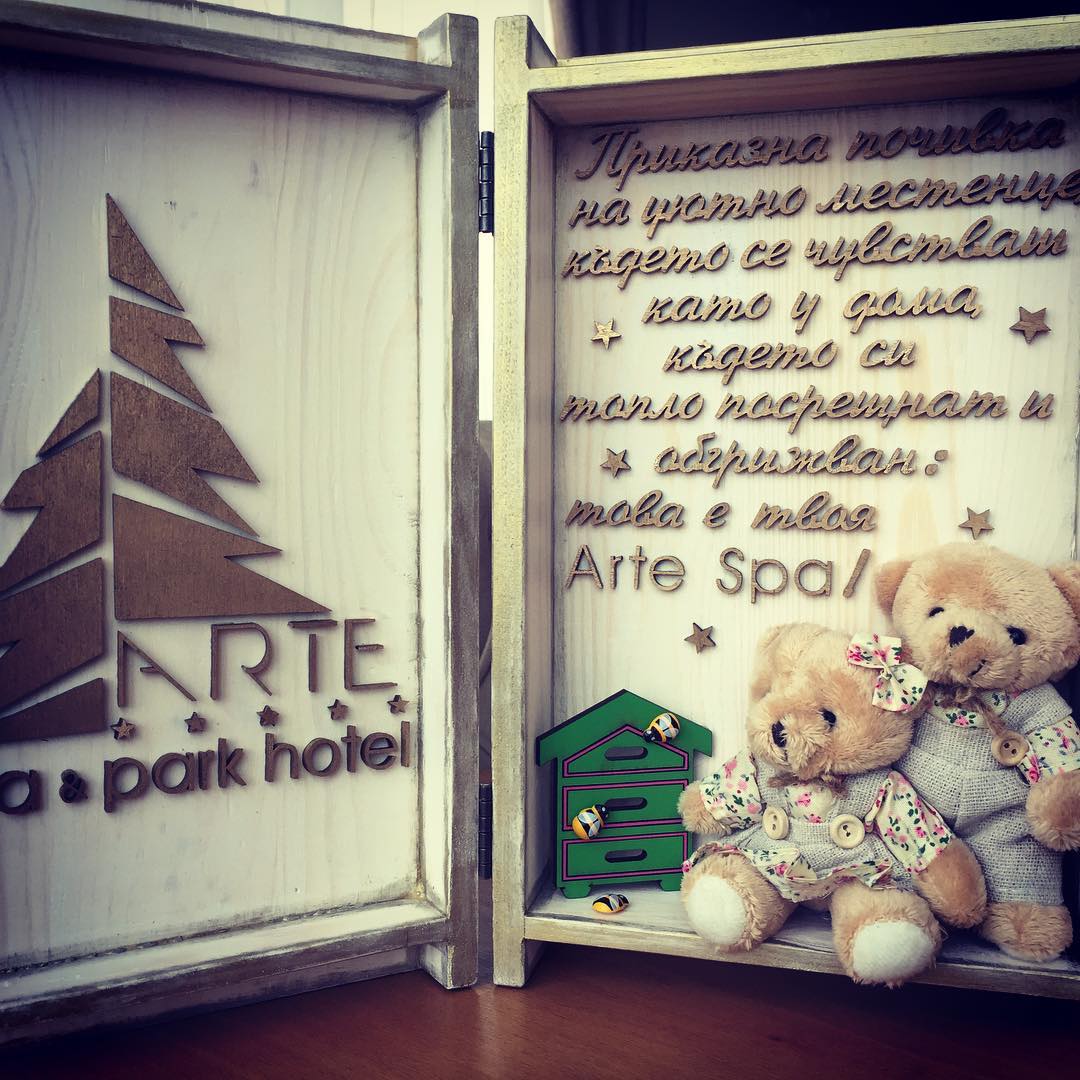 ARTE
a & park hotel
Приказна почивка
на уютно местенце,
където се чувстваш
като у дома,
където си
топло посрещнат и
обгрижван:
това е твоя
Arte Spa!